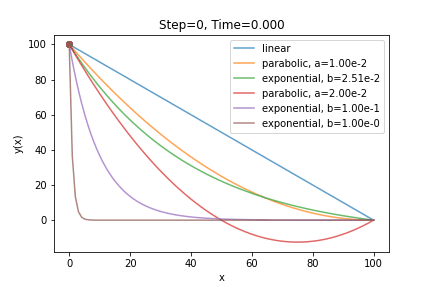 Step=0, Time=0.000
linear
parabolic, a=1.00e-2
exponential, b=2.51e-2
parabolic, a=2.00e-2
exponential, b=1.00e-1
exponential, b=1.00e-0
y(x)
100
80
60
40
20
0
0 20 40 60 80 100
x